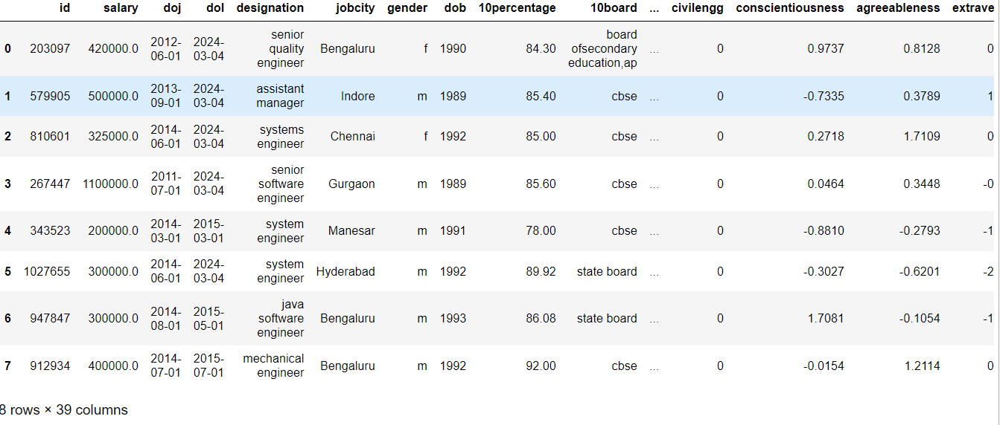 id salary doj dol designation jobcity gender dob 10percentage 10board ... civilengg conscientiousness agreeableness extrave
0 203097 420000.0 2012-06-01 2024-03-04 senior quality engineer Bengaluru f 1990 84.30 board ofsecondary education,ap ... 0 0.9737 0.8128 0
1 579905 500000.0 2013-09-01 2024-03-04 assistant manager Indore m 1989 85.40 cbse ... 0 -0.7335 0.3789 1
2 810601 325000.0 2014-06-01 2024-03-04 systems engineer Chennai f 1992 85.00 cbse ... 0 0.2718 1.7109 0
3 267447 1100000.0 2011-07-01 2024-03-04 senior software engineer Gurgaon m 1989 85.60 cbse ... 0 0.0464 0.3448 -0
4 343523 200000.0 2014-03-01 2015-03-01 system engineer Manesar m 1991 78.00 cbse ... 0 -0.8810 -0.2793 -1
5 1027655 300000.0 2014-06-01 2024-03-04 system engineer Hyderabad m 1992 89.92 state board ... 0 -0.3027 -0.6201 -2
6 947847 300000.0 2014-08-01 2015-05-01 java software engineer Bengaluru m 1993 86.08 state board ... 0 1.7081 -0.1054 -1
7 912934 400000.0 2014-07-01 2015-07-01 mechanical engineer Bengaluru m 1992 92.00 cbse ... 0 -0.0154 1.2114 0
8 rows × 39 columns